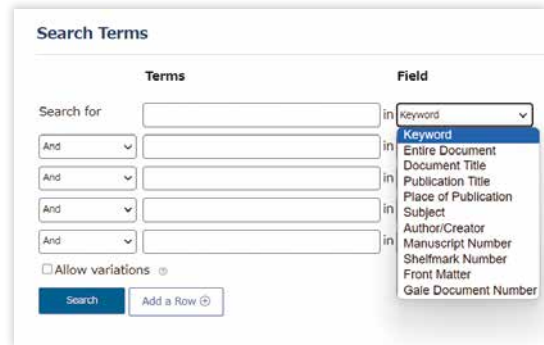 Search Terms
Terms Field
Search for in Keyword
Keyword
And in
Entire Document
Document Title
And in
Publication Title
Place of Publication
And in
Subject
Author/Creator
And in
Manuscript Number
Shelfmark Number
Allow variations
Front Matter
Gale Document Number
Search Add a Row